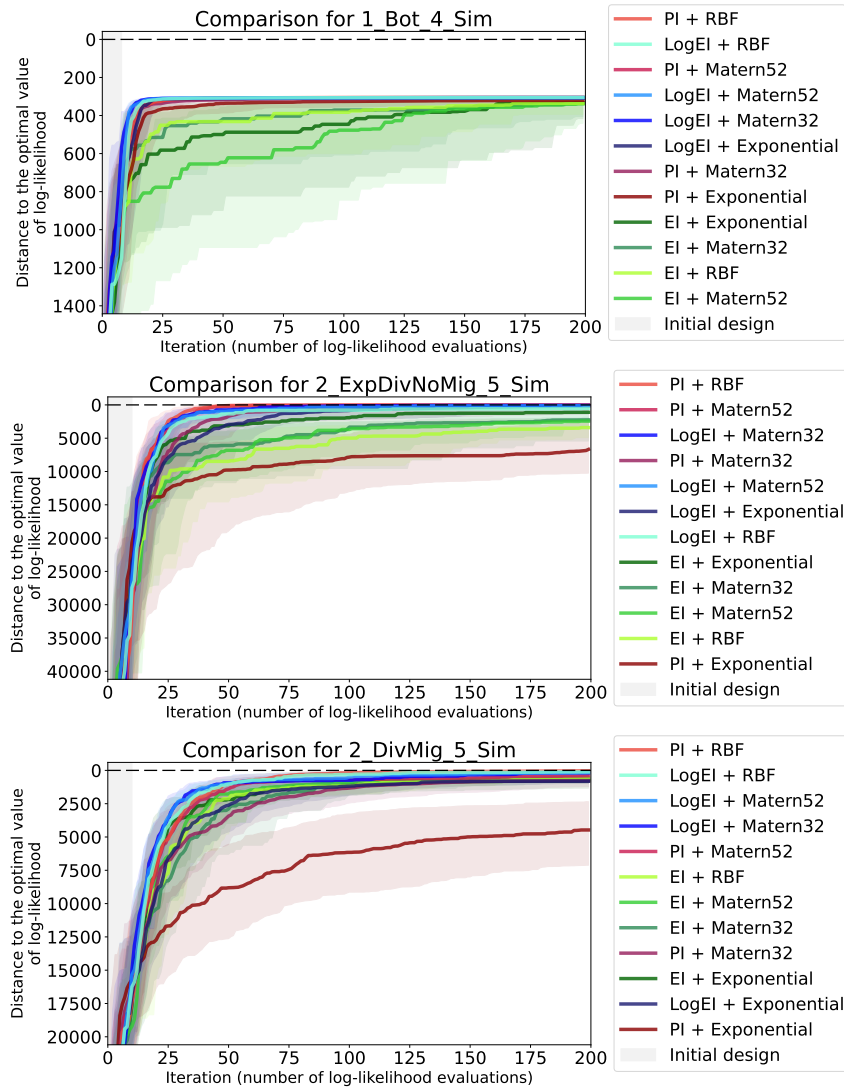 Comparison for 1_Bot_4_Sim
Distance to the optimal value
of log-likelihood
0
200
400
600
800
1000
1200
1400
0 25 50 75 100 125 150 175 200
Iteration (number of log-likelihood evaluations)
PI + RBF
LogEI + RBF
PI + Matern52
LogEI + Matern52
LogEI + Matern32
LogEI + Exponential
PI + Matern32
PI + Exponential
EI + Exponential
EI + Matern32
EI + RBF
EI + Matern52
Initial design
Comparison for 2_ExpDivNoMig_5_Sim
Distance to the optimal value
of log-likelihood
0
5000
10000
15000
20000
25000
30000
35000
40000
0 25 50 75 100 125 150 175 200
Iteration (number of log-likelihood evaluations)
PI + RBF
PI + Matern52
LogEI + Matern32
PI + Matern32
LogEI + Matern52
LogEI + Exponential
LogEI + RBF
EI + Exponential
EI + Matern32
EI + Matern52
EI + RBF
PI + Exponential
Initial design
Comparison for 2_DivMig_5_Sim
Distance to the optimal value
of log-likelihood
0
2500
5000
7500
10000
12500
15000
17500
20000
0 25 50 75 100 125 150 175 200
Iteration (number of log-likelihood evaluations)
PI + RBF
LogEI + RBF
LogEI + Matern52
LogEI + Matern32
PI + Matern52
EI + RBF
EI + Matern52
EI + Matern32
PI + Matern32
EI + Exponential
LogEI + Exponential
PI + Exponential
Initial design